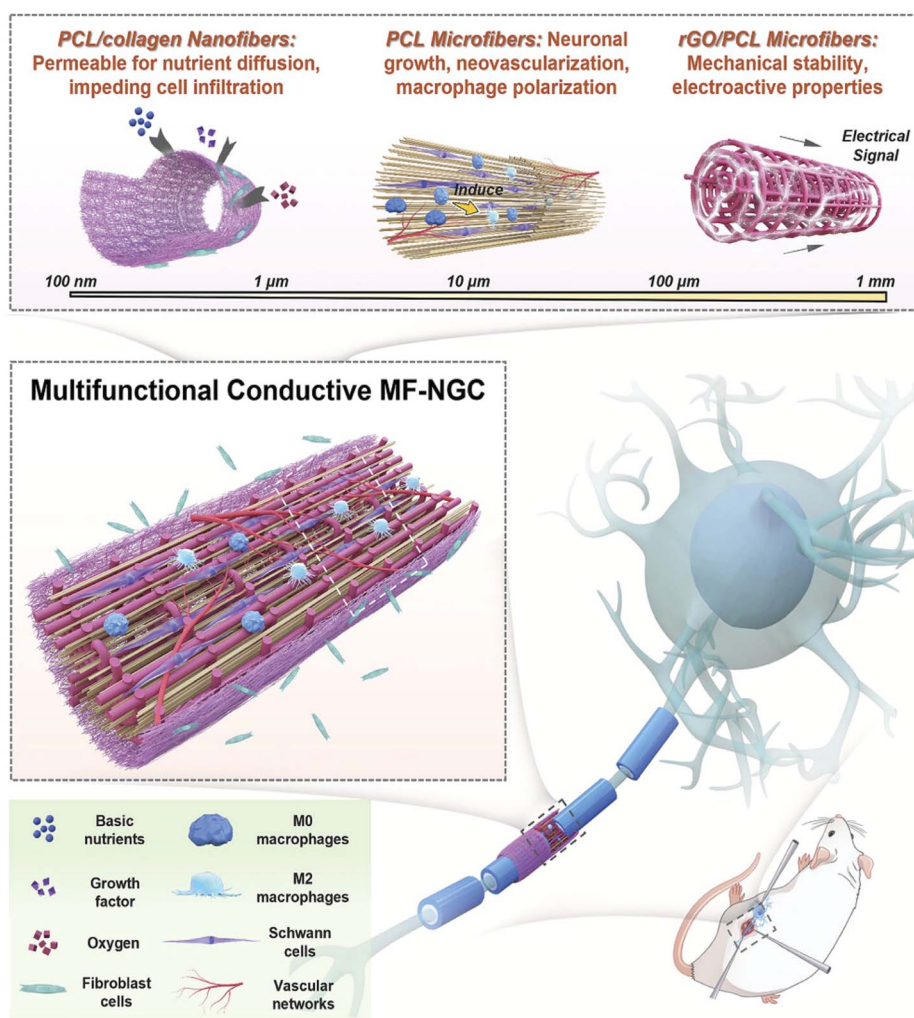 PCL/collagen Nanofibers:
Permeable for nutrient diffusion,
impeding cell infiltration
PCL Microfibers: Neuronal
growth, neovascularization,
macrophage polarization
rGO/PCL Microfibers:
Mechanical stability,
electroactive properties
Induce
Electrical
Signal
100 nm
1 μm
10 μm
100 μm
1 mm
Multifunctional Conductive MF-NGC
Basic
nutrients
M0
macrophages
Growth
factor
M2
macrophages
Oxygen
Schwann
cells
Fibroblast
cells
Vascular
networks